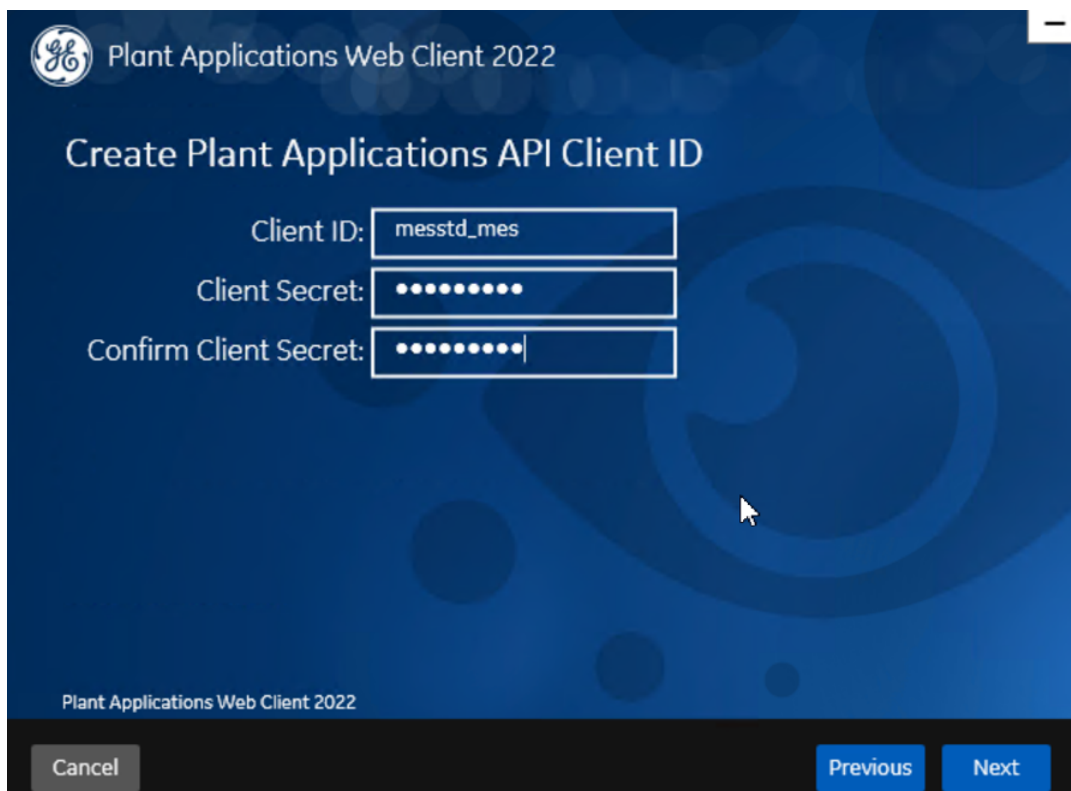 Plant Applications Web Client 2022
Create Plant Applications API Client ID
Client ID: messtd_mes
Client Secret: •••••••••
Confirm Client Secret: •••••••••
Plant Applications Web Client 2022
Cancel Previous Next